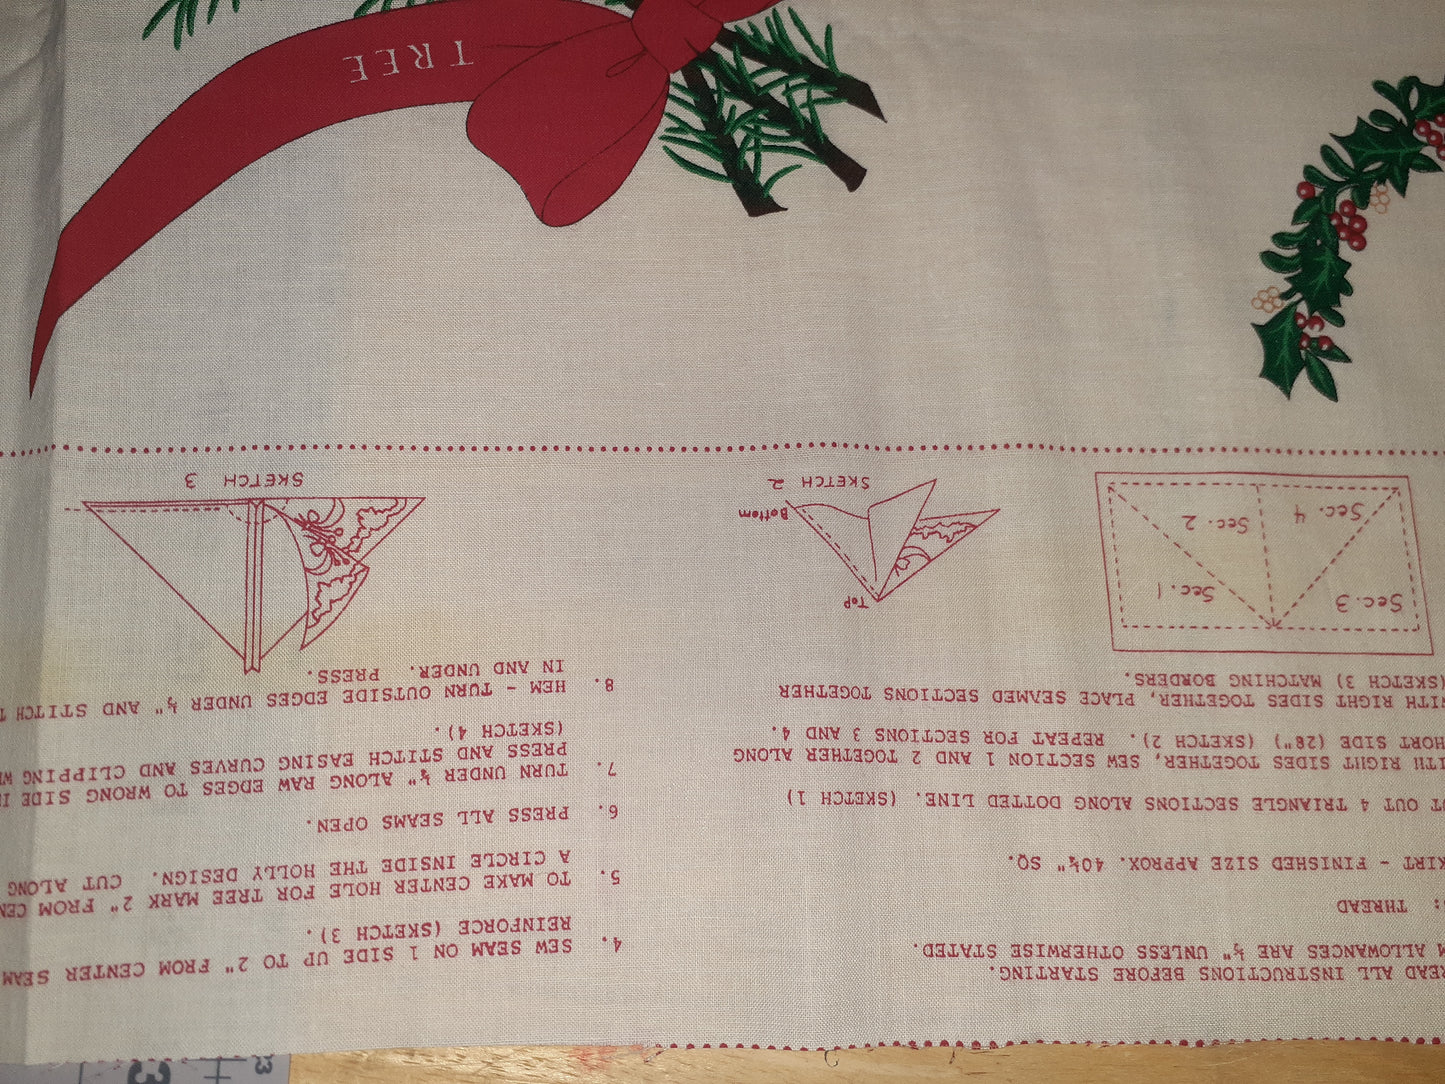 READ ALL INSTRUCTIONS BEFORE STARTING.
M ALLOWANCES ARE ½" UNLESS OTHERWISE STATED.
: THREAD
KIRT - FINISHED SIZE APPROX. 40½" SQ.
OUT 4 TRIANGLE SECTIONS ALONG DOTTED LINE. (SKETCH 1)
ITH RIGHT SIDES TOGETHER, SEW SECTION 1 AND 2 TOGETHER ALONG
HORT SIDE (28") (SKETCH 2). REPEAT FOR SECTIONS 3 AND 4.
WITH RIGHT SIDES TOGETHER, PLACE SEAMED SECTIONS TOGETHER
(SKETCH 3) MATCHING BORDERS.
Sec. 3
Sec. 1
Sec. 4
Sec. 2
Top
Bottom
SKETCH 2
4. SEW SEAM ON 1 SIDE UP TO 2" FROM CENTER SEAM
REINFORCE (SKETCH 3).
5. TO MAKE CENTER HOLE FOR TREE MARK 2" FROM CEN
A CIRCLE INSIDE THE HOLLY DESIGN. CUT ALONG
6. PRESS ALL SEAMS OPEN.
7. TURN UNDER ¼" ALONG RAW EDGES TO WRONG SIDE
PRESS AND STITCH EASING CURVES AND CLIPPING
(SKETCH 4).
8. HEM - TURN OUTSIDE EDGES UNDER ¼" AND STITCH T
IN AND UNDER. PRESS.
SKETCH 3
TREE
3
3